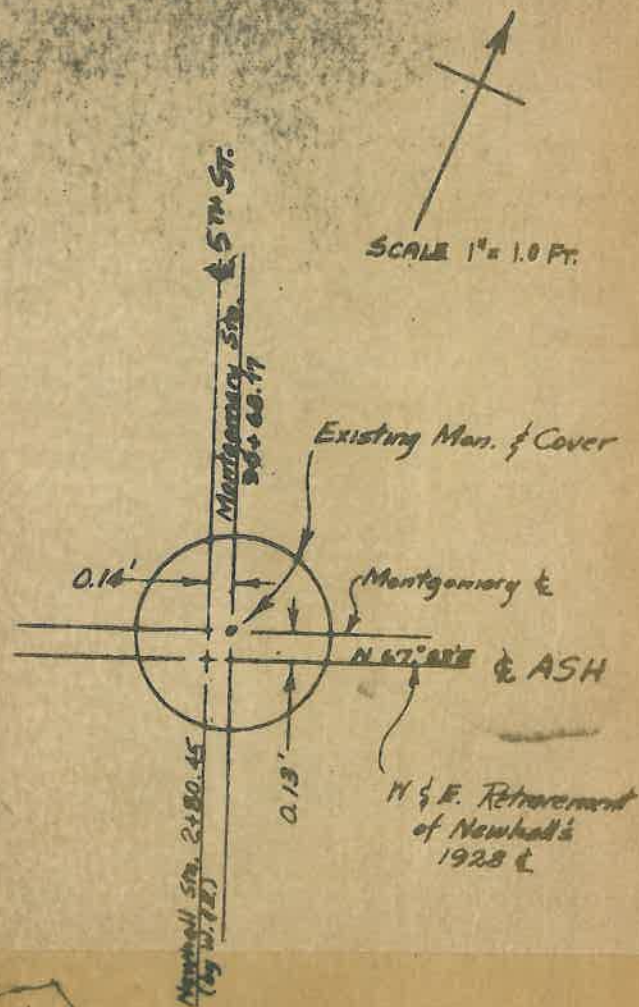 SCALE 1" = 1.0 FT.
℄ 5TH ST.
Montgomery Sta.
Existing Mon. & Cover
0.14'
Montgomery ℄
℄ ASH
0.13'
Newhall Sta. 2+80.45
W & E. Retracement
of Newhall's
1928 ℄